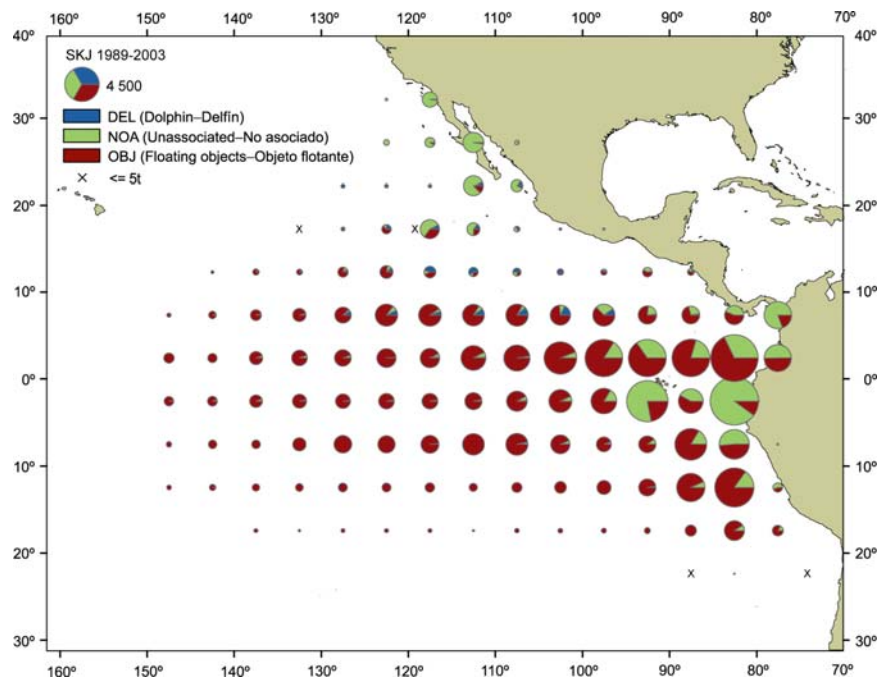 160º 150º 140º 130º 120º 110º 100º 90º 80º 70º
40º 40º
SKJ 1989-2003
4 500
DEL (Dolphin–Delfín)
30º 30º
NOA (Unassociated–No asociado)
OBJ (Floating objects–Objeto flotante)
X <= 5t
20º 20º
X X
10º 10º
0º 0º
10º 10º
20º 20º
X X
30º 30º
160º 150º 140º 130º 120º 110º 100º 90º 80º 70º